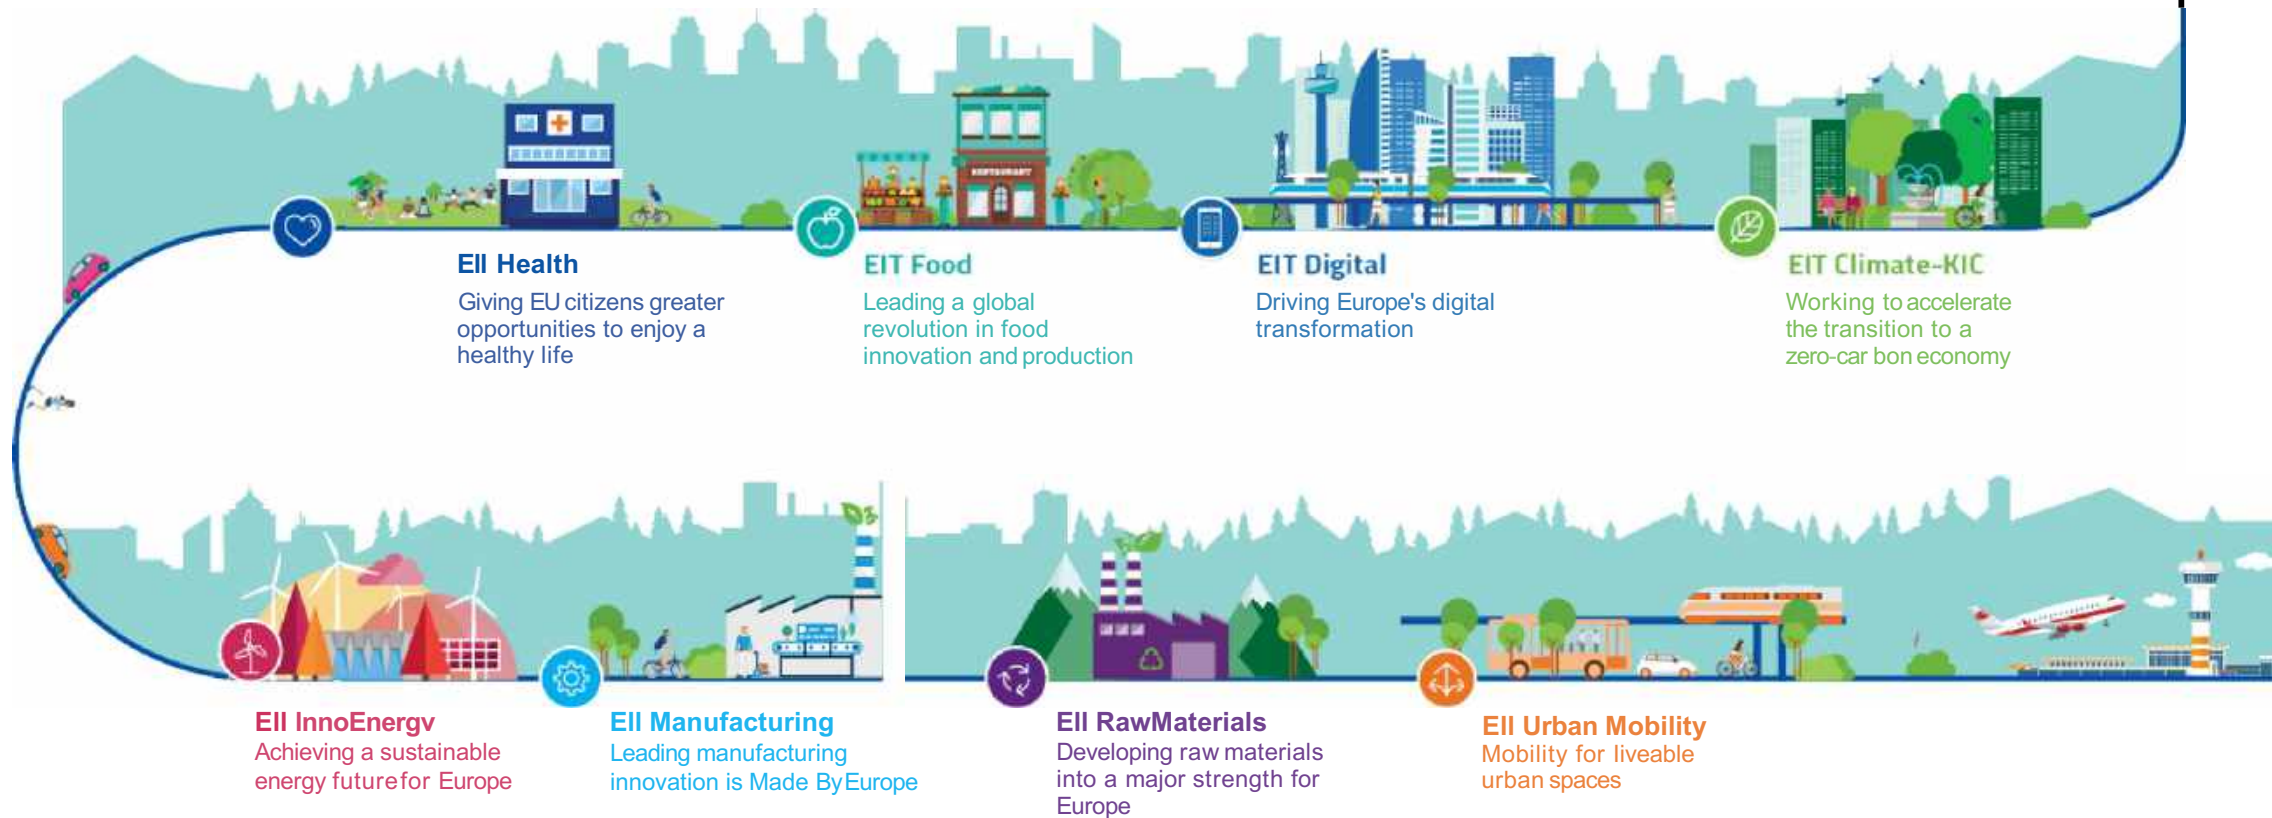 RESTAURANT
Ell Health
Giving EU citizens greater
opportunities to enjoy a
healthy life
EIT Food
Leading a global
revolution in food
innovation and production
EIT Digital
Driving Europe's digital
transformation
EIT Climate-KIC
Working to accelerate
the transition to a
zero-car bon economy
Ell InnoEnergv
Achieving a sustainable
energy future for Europe
Ell Manufacturing
Leading manufacturing
innovation is Made By Europe
Ell RawMaterials
Developing raw materials
into a major strength for
Europe
Ell Urban Mobility
Mobility for liveable
urban spaces